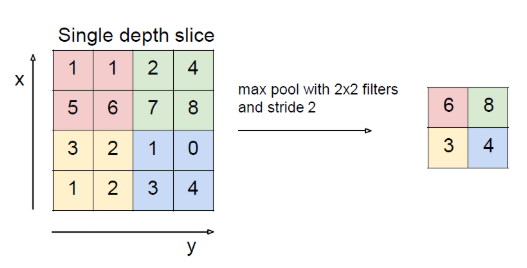 Single depth slice
x
1 1 2 4
5 6 7 8
3 2 1 0
1 2 3 4
y
max pool with 2x2 filters
and stride 2
6 8
3 4